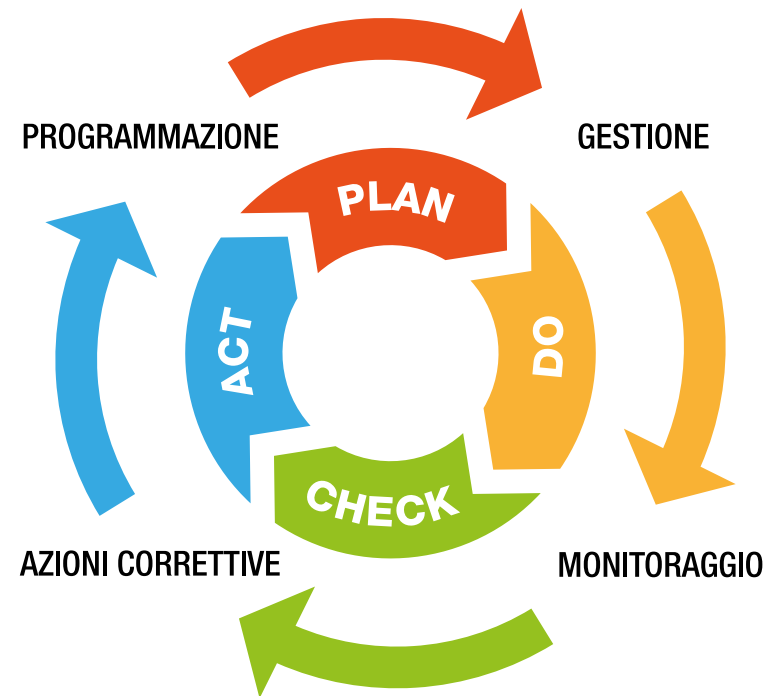 PROGRAMMAZIONE
GESTIONE
PLAN
DO
ACT
CHECK
AZIONI CORRETTIVE
MONITORAGGIO